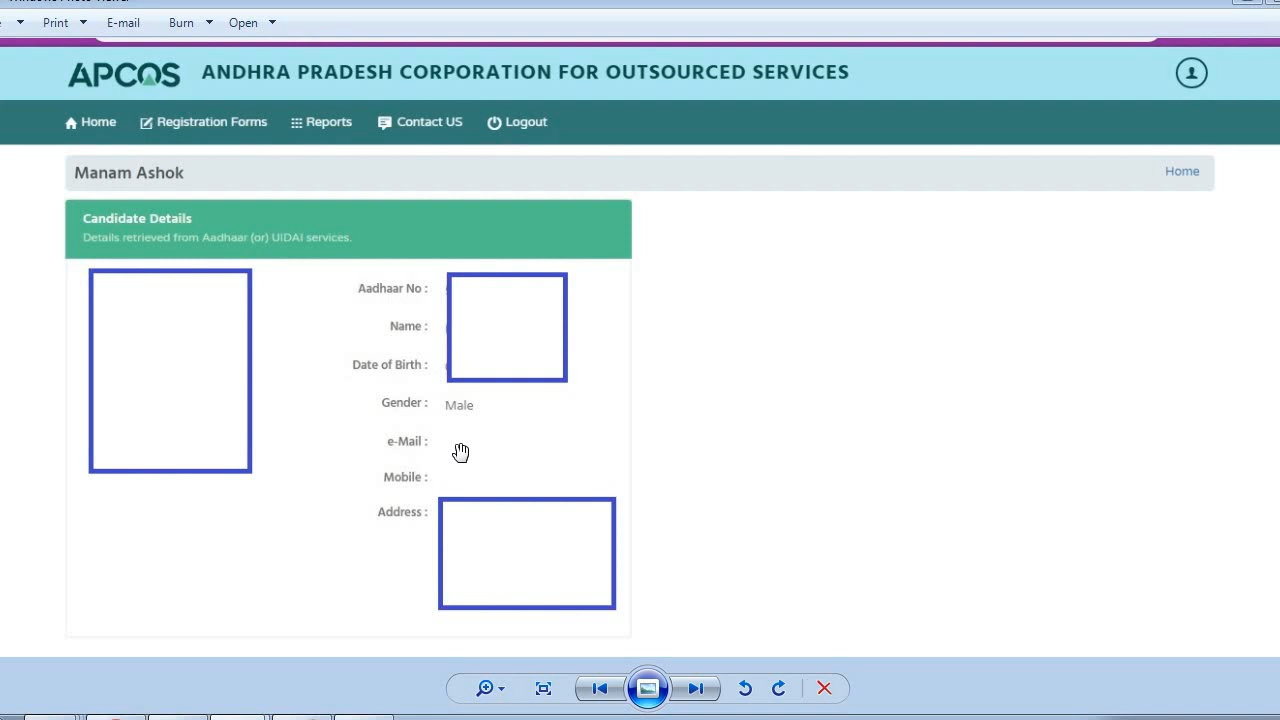 Print E-mail Burn Open
APCOS ANDHRA PRADESH CORPORATION FOR OUTSOURCED SERVICES
Home Registration Forms Reports Contact US Logout
Manam Ashok Home
Candidate Details
Details retrieved from Aadhaar (or) UIDAI services.
Aadhaar No :
Name :
Date of Birth :
Gender : Male
e-Mail :
Mobile :
Address :